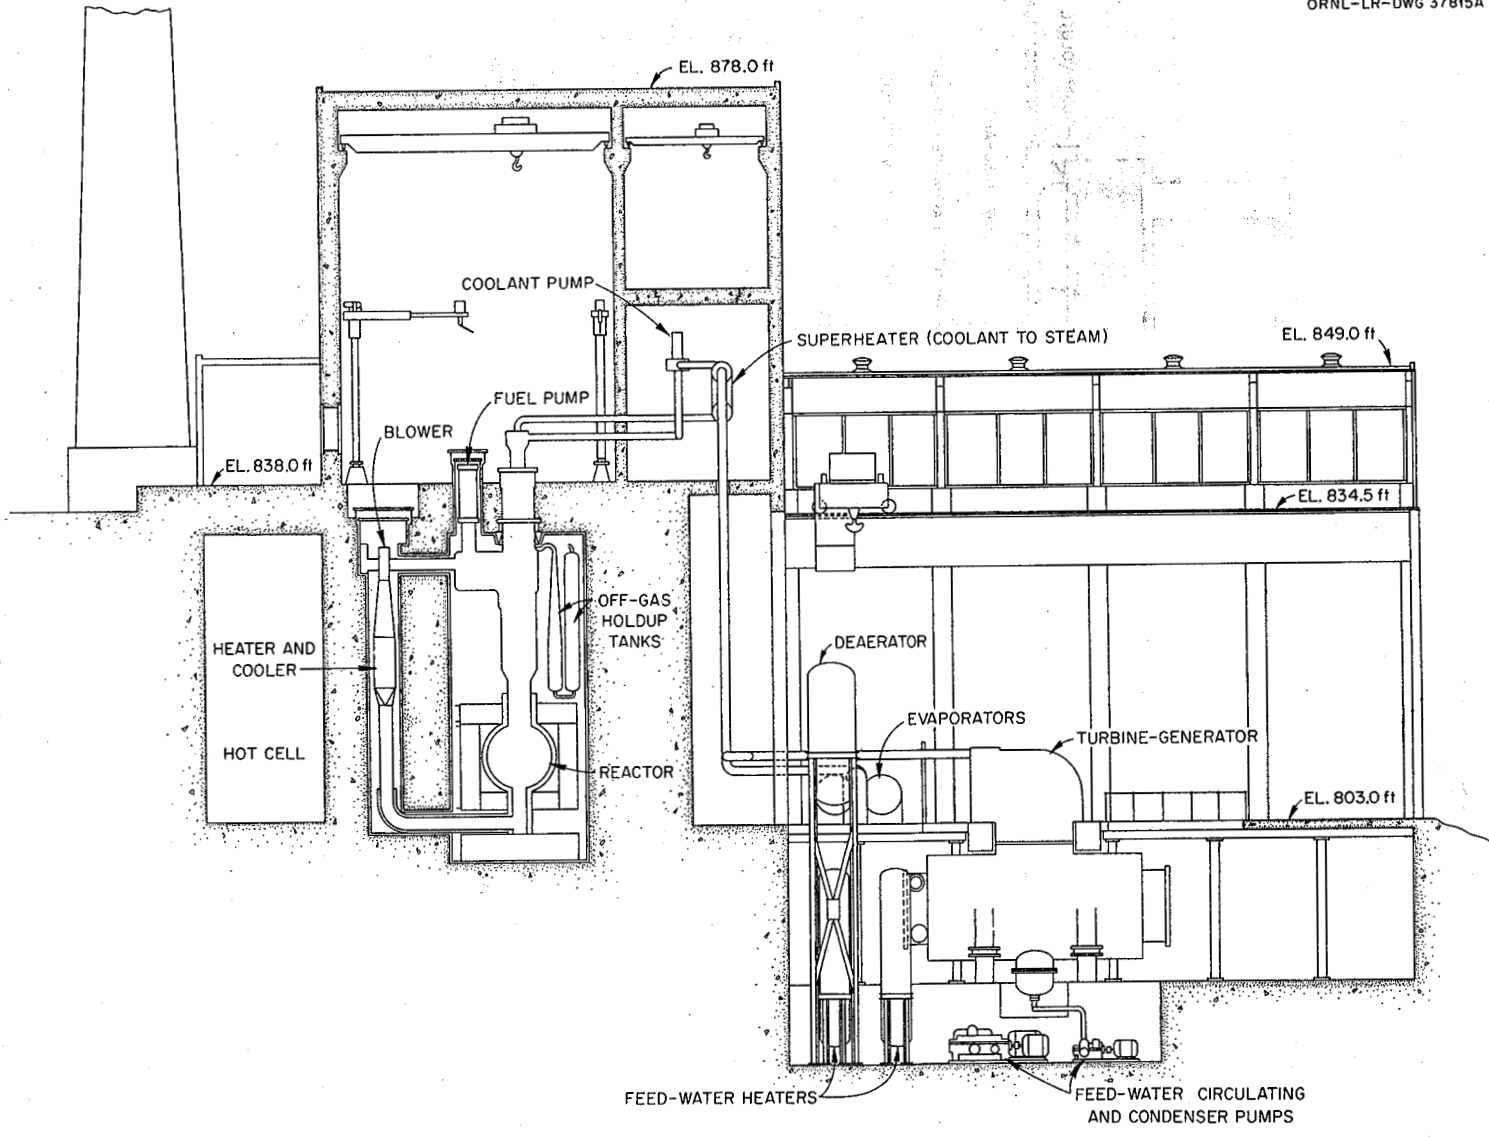 ORNL-LR-DWG 37815A
EL. 878.0 ft
COOLANT PUMP
SUPERHEATER (COOLANT TO STEAM)
EL. 849.0 ft
FUEL PUMP
BLOWER
EL. 838.0 ft
EL. 834.5 ft
OFF-GAS
HOLDUP
TANKS
HEATER AND
COOLER
DEAERATOR
EVAPORATORS
TURBINE-GENERATOR
HOT CELL
REACTOR
EL. 803.0 ft
FEED-WATER HEATERS
FEED-WATER CIRCULATING
AND CONDENSER PUMPS